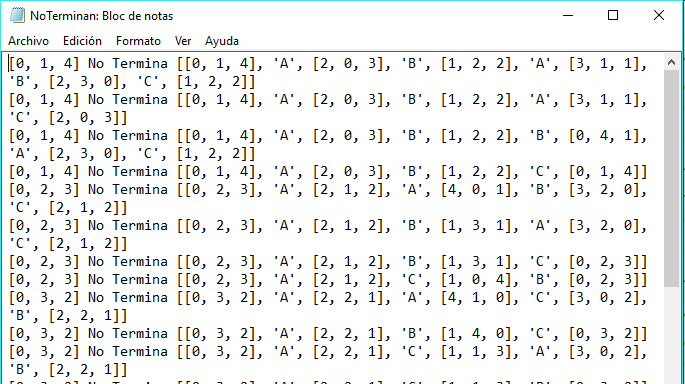 NoTerminan: Bloc de notas
Archivo Edición Formato Ver Ayuda
[0, 1, 4] No Termina [[0, 1, 4], 'A', [2, 0, 3], 'B', [1, 2, 2], 'A', [3, 1, 1],
'B', [2, 3, 0], 'C', [1, 2, 2]]
[0, 1, 4] No Termina [[0, 1, 4], 'A', [2, 0, 3], 'B', [1, 2, 2], 'A', [3, 1, 1],
'C', [2, 0, 3]]
[0, 1, 4] No Termina [[0, 1, 4], 'A', [2, 0, 3], 'B', [1, 2, 2], 'B', [0, 4, 1],
'A', [2, 3, 0], 'C', [1, 2, 2]]
[0, 1, 4] No Termina [[0, 1, 4], 'A', [2, 0, 3], 'B', [1, 2, 2], 'C', [0, 1, 4]]
[0, 2, 3] No Termina [[0, 2, 3], 'A', [2, 1, 2], 'A', [4, 0, 1], 'B', [3, 2, 0],
'C', [2, 1, 2]]
[0, 2, 3] No Termina [[0, 2, 3], 'A', [2, 1, 2], 'B', [1, 3, 1], 'A', [3, 2, 0],
'C', [2, 1, 2]]
[0, 2, 3] No Termina [[0, 2, 3], 'A', [2, 1, 2], 'B', [1, 3, 1], 'C', [0, 2, 3]]
[0, 2, 3] No Termina [[0, 2, 3], 'A', [2, 1, 2], 'C', [1, 0, 4], 'B', [0, 2, 3]]
[0, 3, 2] No Termina [[0, 3, 2], 'A', [2, 2, 1], 'A', [4, 1, 0], 'C', [3, 0, 2],
'B', [2, 2, 1]]
[0, 3, 2] No Termina [[0, 3, 2], 'A', [2, 2, 1], 'B', [1, 4, 0], 'C', [0, 3, 2]]
[0, 3, 2] No Termina [[0, 3, 2], 'A', [2, 2, 1], 'C', [1, 1, 3], 'A', [3, 0, 2],
'B', [2, 2, 1]]